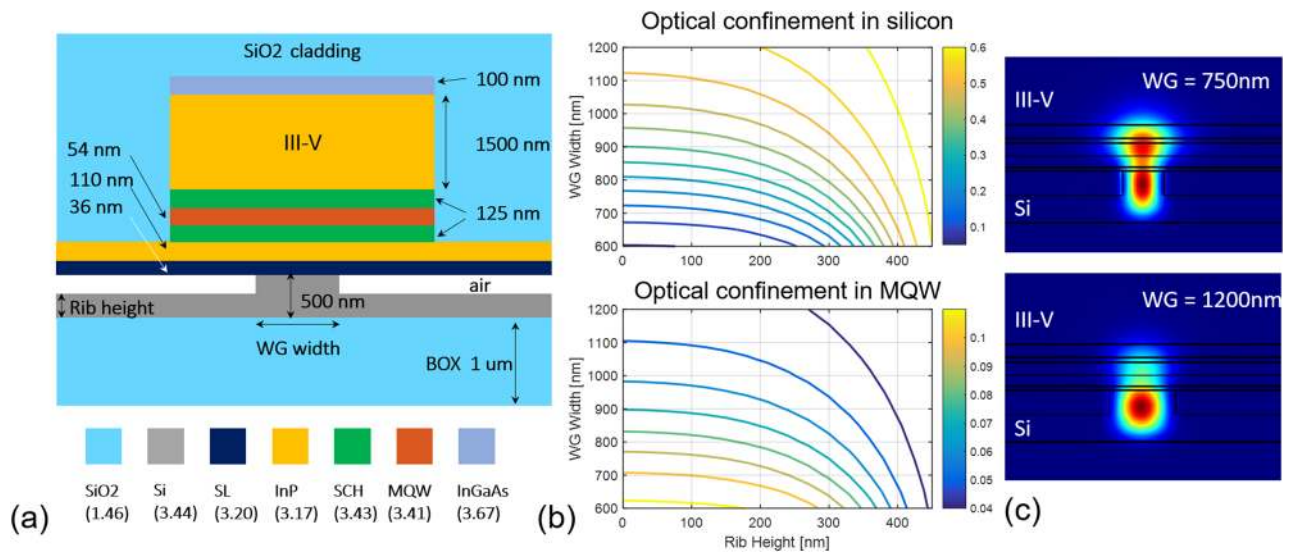 SiO2 cladding
100 nm
III-V
1500 nm
54 nm
110 nm
36 nm
125 nm
air
Rib height
500 nm
WG width
BOX 1 um
SiO2
(1.46)
Si
(3.44)
SL
(3.20)
InP
(3.17)
SCH
(3.43)
MQW
(3.41)
InGaAs
(3.67)
(a)
Optical confinement in silicon
WG Width [nm]
1200
1100
1000
900
800
700
600
0
100
200
300
400
0.6
0.5
0.4
0.3
0.2
0.1
Optical confinement in MQW
WG Width [nm]
1200
1100
1000
900
800
700
600
0
100
200
300
400
Rib Height [nm]
0.1
0.09
0.08
0.07
0.06
0.05
0.04
(b)
WG = 750nm
III-V
Si
WG = 1200nm
III-V
Si
(c)